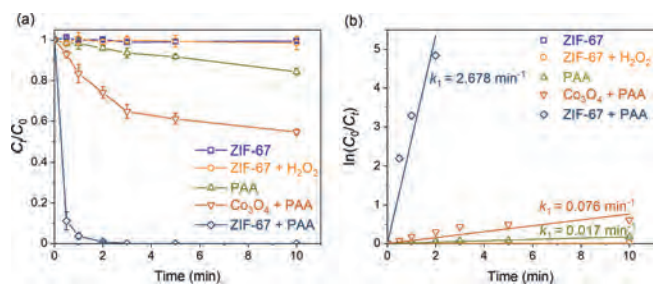 (a)
1
0.8
0.6
0.4
0.2
0
C_t/C_0
ZIF-67
ZIF-67 + H₂O₂
PAA
Co₃O₄ + PAA
ZIF-67 + PAA
0 2 4 6 8 10
Time (min)
(b)
5
4
3
2
1
0
ln(C₀/Cₜ)
ZIF-67
ZIF-67 + H₂O₂
PAA
Co₃O₄ + PAA
ZIF-67 + PAA
k₁ = 2.678 min⁻¹
k₁ = 0.076 min⁻¹
k₁ = 0.017 min⁻¹
0 2 4 6 8 10
Time (min)